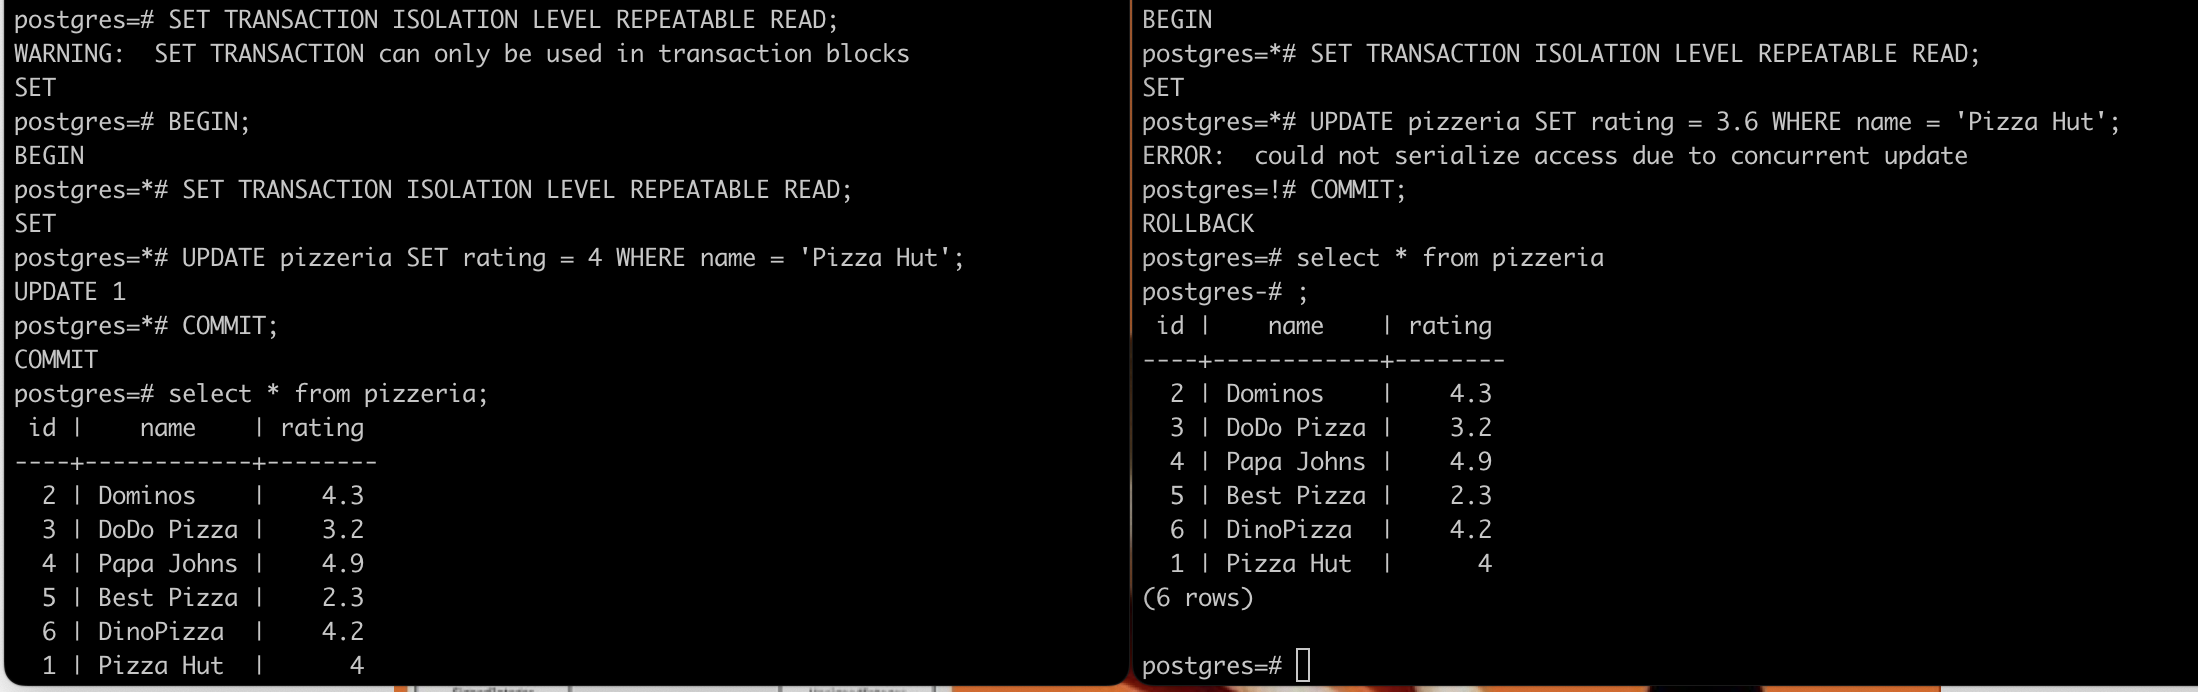 postgres=# SET TRANSACTION ISOLATION LEVEL REPEATABLE READ;
WARNING:  SET TRANSACTION can only be used in transaction blocks
SET
postgres=# BEGIN;
BEGIN
postgres=*# SET TRANSACTION ISOLATION LEVEL REPEATABLE READ;
SET
postgres=*# UPDATE pizzeria SET rating = 4 WHERE name = 'Pizza Hut';
UPDATE 1
postgres=*# COMMIT;
COMMIT
postgres=# select * from pizzeria;
 id |    name    | rating
----+------------+--------
  2 | Dominos    |    4.3
  3 | DoDo Pizza |    3.2
  4 | Papa Johns |    4.9
  5 | Best Pizza |    2.3
  6 | DinoPizza  |    4.2
  1 | Pizza Hut  |      4
BEGIN
postgres=*# SET TRANSACTION ISOLATION LEVEL REPEATABLE READ;
SET
postgres=*# UPDATE pizzeria SET rating = 3.6 WHERE name = 'Pizza Hut';
ERROR:  could not serialize access due to concurrent update
postgres=!# COMMIT;
ROLLBACK
postgres=# select * from pizzeria
postgres-# ;
 id |    name    | rating
----+------------+--------
  2 | Dominos    |    4.3
  3 | DoDo Pizza |    3.2
  4 | Papa Johns |    4.9
  5 | Best Pizza |    2.3
  6 | DinoPizza  |    4.2
  1 | Pizza Hut  |      4
(6 rows)
postgres=#